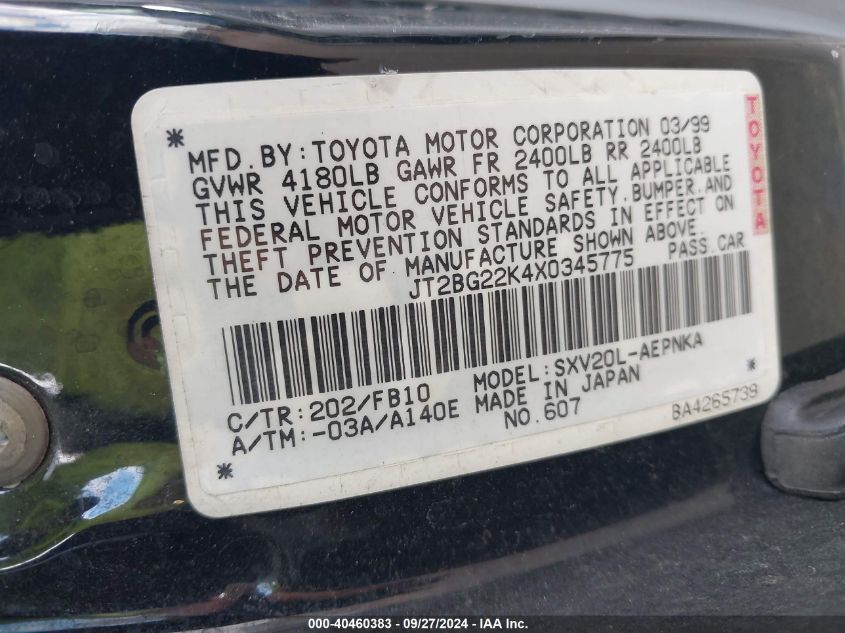 MFD. BY: TOYOTA MOTOR CORPORATION 03/99
GVWR 4180LB GAWR FR 2400LB RR 2400LB
THIS VEHICLE CONFORMS TO ALL APPLICABLE
FEDERAL MOTOR VEHICLE SAFETY, BUMPER, AND
THEFT PREVENTION STANDARDS IN EFFECT ON
THE DATE OF MANUFACTURE SHOWN ABOVE.
JT2BG22K4X0345775 PASS. CAR
TOYOTA
C/TR: 202/FB10 MODEL: SXV20L-AEPNKA
A/TM: -03A/A140E MADE IN JAPAN
NO. 607 BA4265739
000-40460383 / 09/27/2024 - IAA Inc.